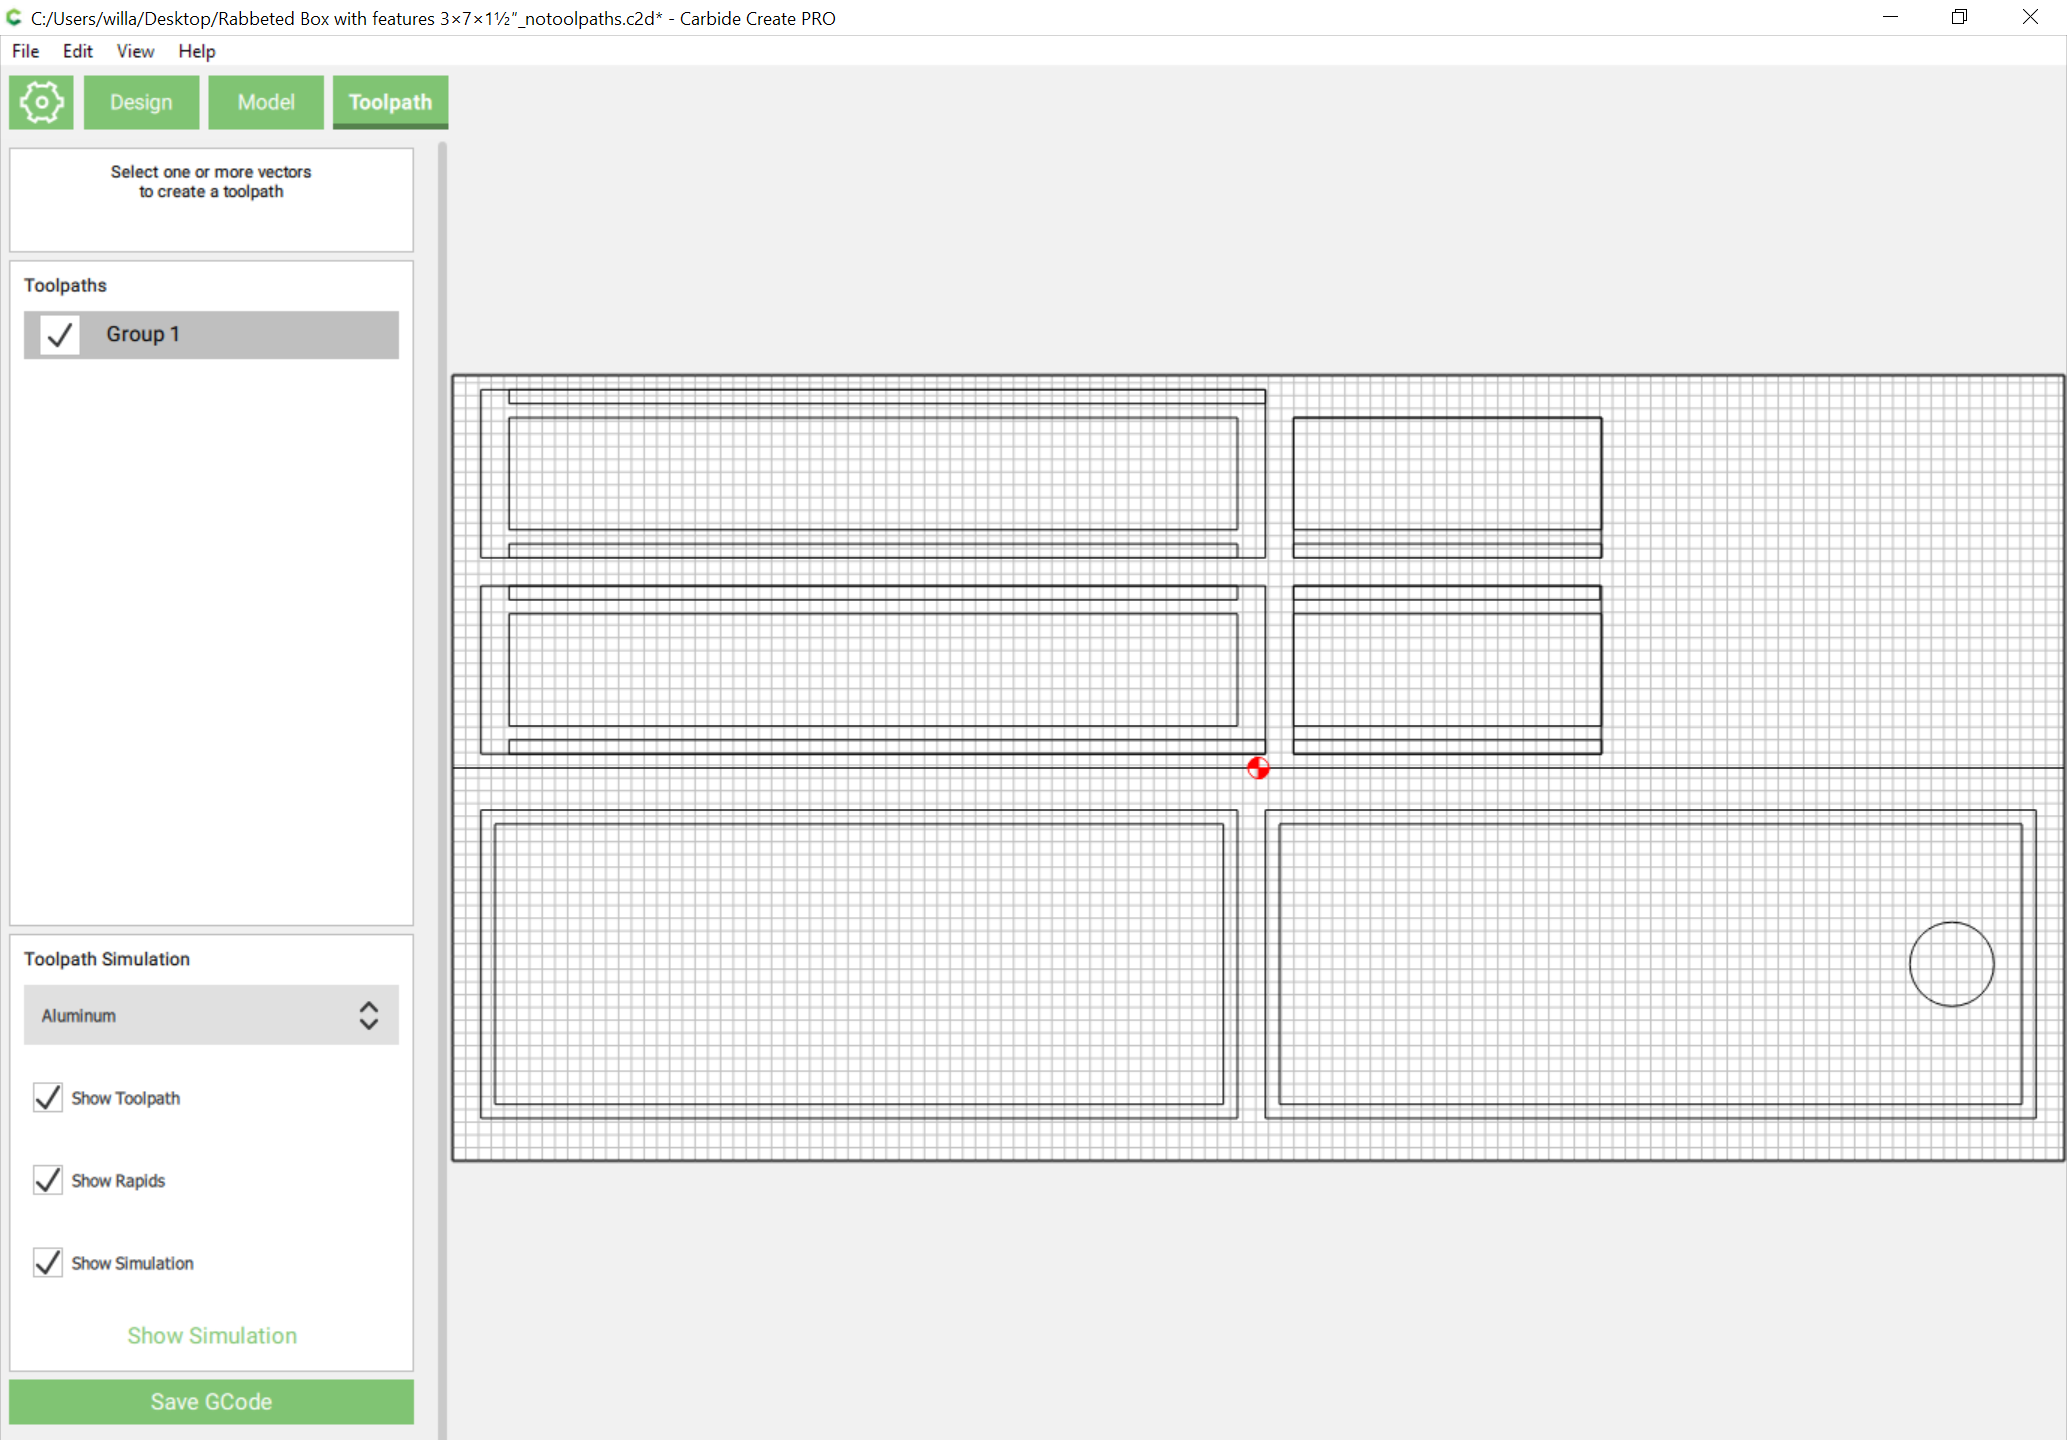 C:/Users/willa/Desktop/Rabbeted Box with features 3×7×1½"_notoolpaths.c2d* - Carbide Create PRO
File Edit View Help
Design Model Toolpath
Select one or more vectors
to create a toolpath
Toolpaths
Group 1
Toolpath Simulation
Aluminum
Show Toolpath
Show Rapids
Show Simulation
Show Simulation
Save GCode